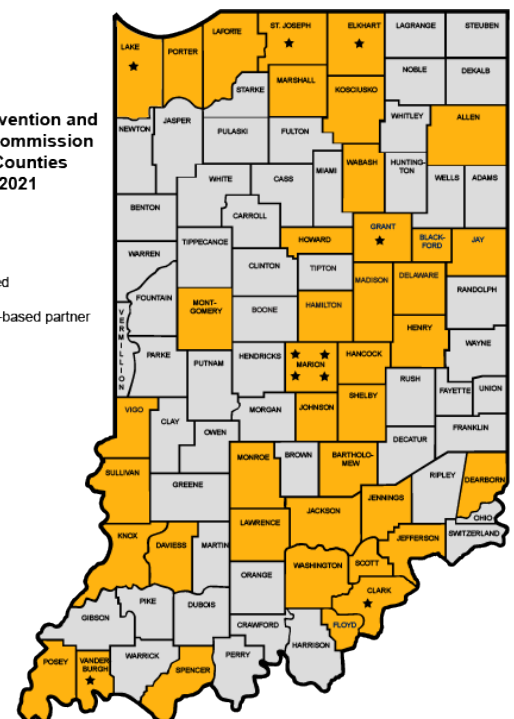 vention and
ommission
Counties
2021
ed
-based partner
LAKE
PORTER
LAPORTE
ST. JOSEPH
ELKHART
LAGRANGE
STEUBEN
NOBLE
DEKALB
STARKE
MARSHALL
KOSCIUSKO
NEWTON
JASPER
PULASKI
FULTON
WHITLEY
ALLEN
WABASH
MIAMI
HUNTING-
TON
WELLS
ADAMS
WHITE
CASS
BENTON
CARROLL
GRANT
BLACK-
FORD
JAY
HOWARD
TIPPECANOE
WARREN
CLINTON
TIPTON
MADISON
DELAWARE
RANDOLPH
FOUNTAIN
MONT-
GOMERY
BOONE
HAMILTON
HENRY
VERMILLION
WAYNE
PARKE
PUTNAM
HENDRICKS
MARION
HANCOCK
RUSH
FAYETTE
UNION
VIGO
CLAY
MORGAN
JOHNSON
SHELBY
FRANKLIN
OWEN
DECATUR
SULLIVAN
GREENE
MONROE
BROWN
BARTHOLO-
MEW
RIPLEY
DEARBORN
JENNINGS
JACKSON
OHIO
LAWRENCE
SWITZERLAND
KNOX
DAVIESS
MARTIN
JEFFERSON
WASHINGTON
SCOTT
ORANGE
CLARK
PIKE
DUBOIS
GIBSON
CRAWFORD
FLOYD
HARRISON
PERRY
POSEY
VANDER
BURGH
WARRICK
SPENCER